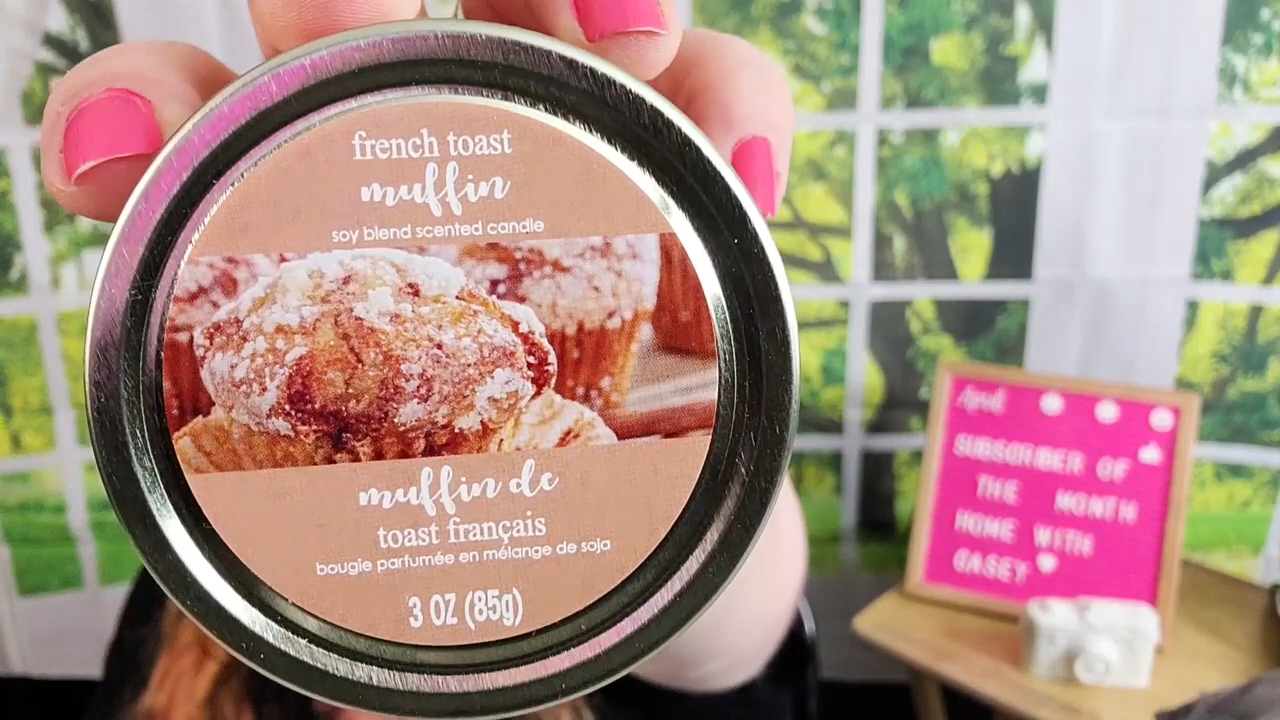 french toast
muffin
soy blend scented candle
muffin de
toast français
bougie parfumée en mélange de soja
3 OZ (85g)
April
SUBSCRIBER OF
THE MONTH
HOME WITH
CASEY